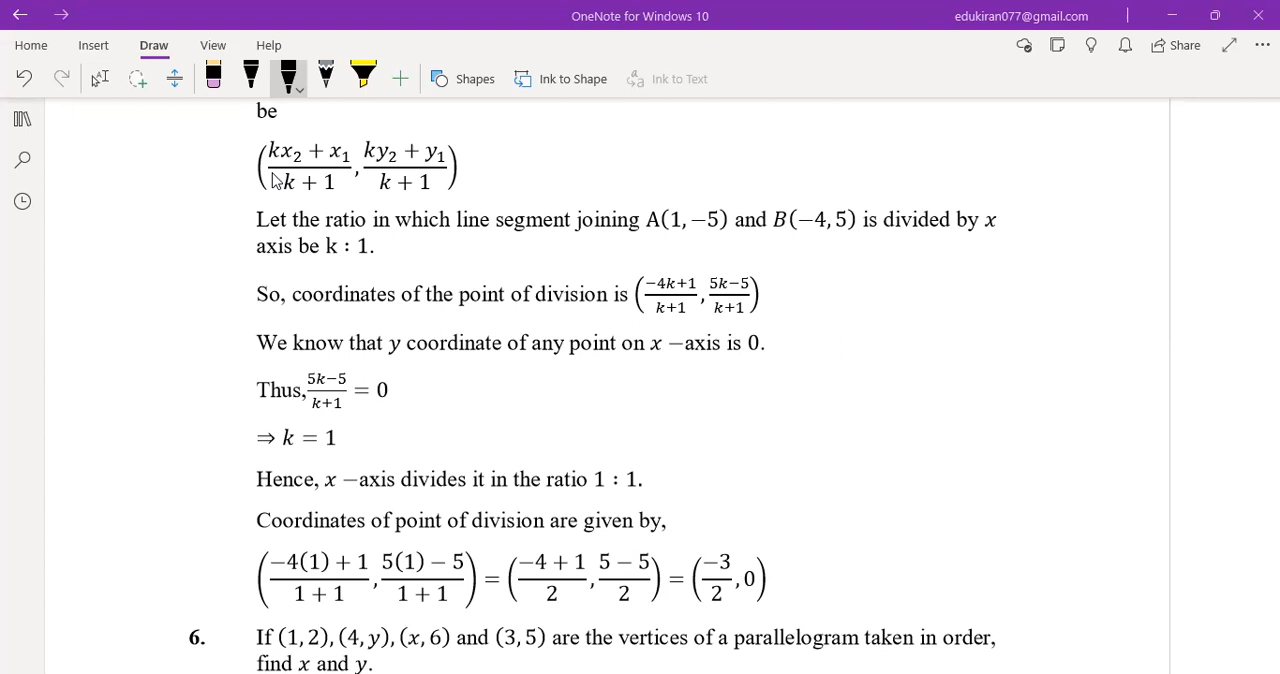 OneNote for Windows 10
edukiran077@gmail.com
Home Insert Draw View Help
Share
Shapes Ink to Shape Ink to Text
be
(kx₂ + x₁ / k + 1, ky₂ + y₁ / k + 1)
Let the ratio in which line segment joining A(1, −5) and B(−4, 5) is divided by x
axis be k : 1.
So, coordinates of the point of division is (−4k+1 / k+1, 5k−5 / k+1)
We know that y coordinate of any point on x −axis is 0.
Thus, 5k−5 / k+1 = 0
⇒ k = 1
Hence, x −axis divides it in the ratio 1 : 1.
Coordinates of point of division are given by,
(−4(1) + 1 / 1 + 1, 5(1) − 5 / 1 + 1) = (−4 + 1 / 2, 5 − 5 / 2) = (−3 / 2, 0)
6. If (1, 2), (4, y), (x, 6) and (3, 5) are the vertices of a parallelogram taken in order,
find x and y.